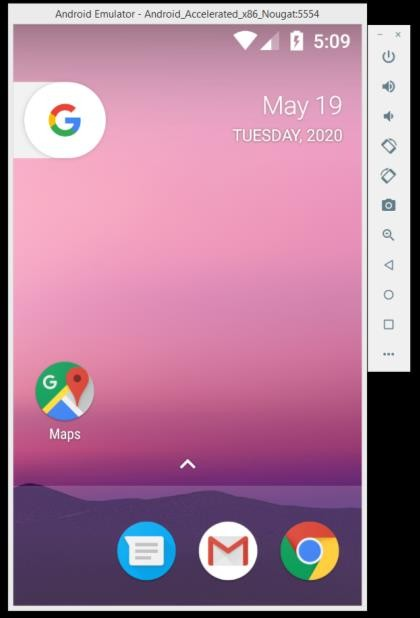 Android Emulator - Android_Accelerated_x86_Nougat:5554
5:09
G
May 19
TUESDAY, 2020
G
Maps